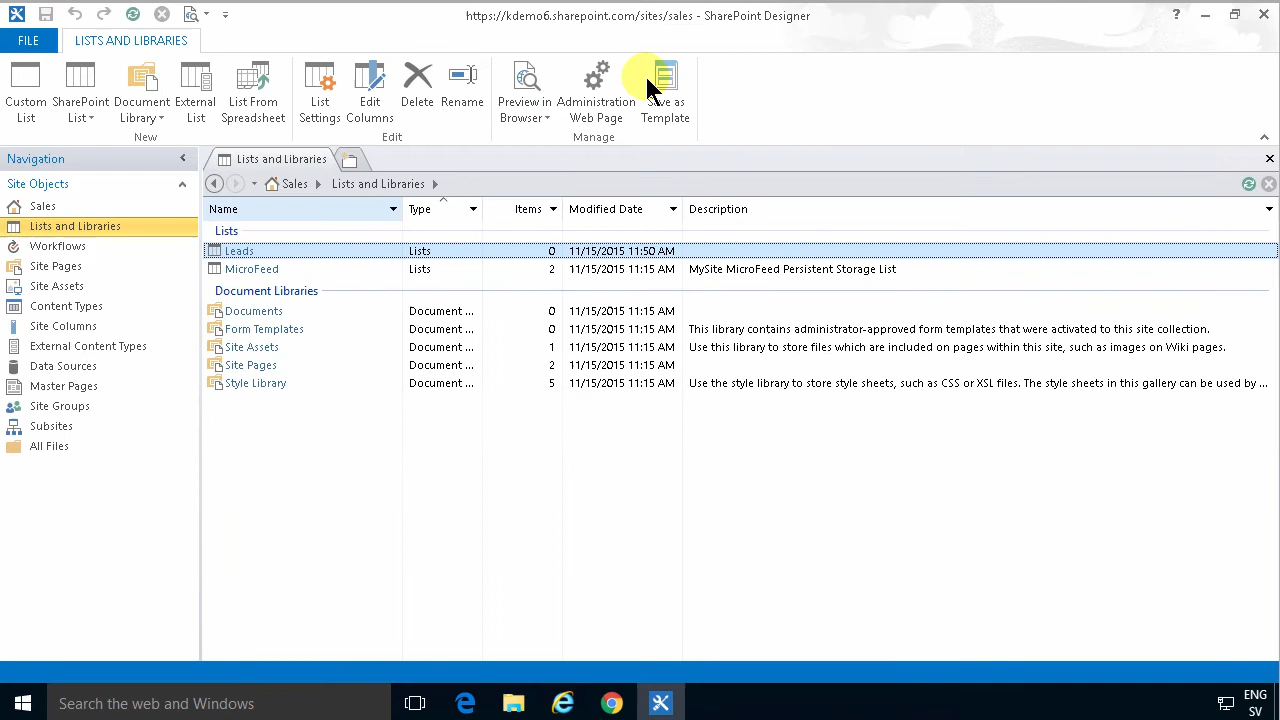 https://kdemo6.sharepoint.com/sites/sales - SharePoint Designer
?
FILE
LISTS AND LIBRARIES
Custom List
SharePoint List
Document Library
External List
List From Spreadsheet
New
List Settings
Edit Columns
Delete
Rename
Edit
Preview in Browser
Administration Web Page
Save as Template
Manage
Navigation
Site Objects
Sales
Lists and Libraries
Workflows
Site Pages
Site Assets
Content Types
Site Columns
External Content Types
Data Sources
Master Pages
Site Groups
Subsites
All Files
Lists and Libraries
Sales Lists and Libraries
Name Type Items Modified Date Description
Lists
Leads Lists 0 11/15/2015 11:50 AM
MicroFeed Lists 2 11/15/2015 11:15 AM MySite MicroFeed Persistent Storage List
Document Libraries
Documents Document ... 0 11/15/2015 11:15 AM
Form Templates Document ... 0 11/15/2015 11:15 AM This library contains administrator-approved form templates that were activated to this site collection.
Site Assets Document ... 1 11/15/2015 11:15 AM Use this library to store files which are included on pages within this site, such as images on Wiki pages.
Site Pages Document ... 2 11/15/2015 11:15 AM
Style Library Document ... 5 11/15/2015 11:15 AM Use the style library to store style sheets, such as CSS or XSL files. The style sheets in this gallery can be used by ...
Search the web and Windows
ENG
SV